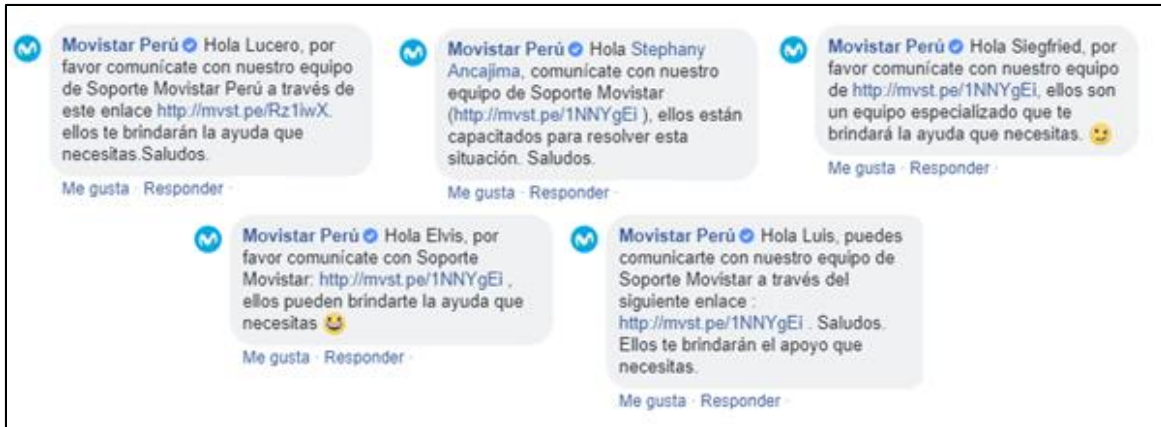 Movistar Perú Hola Lucero, por
favor comunícate con nuestro equipo
de Soporte Movistar Perú a través de
este enlace http://mvst.pe/Rz1iwX.
ellos te brindarán la ayuda que
necesitas.Saludos.
Me gusta · Responder ·
Movistar Perú Hola Stephany
Ancajima, comunícate con nuestro
equipo de Soporte Movistar
(http://mvst.pe/1NNYgEi ), ellos están
capacitados para resolver esta
situación. Saludos.
Me gusta · Responder ·
Movistar Perú Hola Siegfried, por
favor comunícate con nuestro equipo
de http://mvst.pe/1NNYgEi, ellos son
un equipo especializado que te
brindará la ayuda que necesitas. 😉
Me gusta · Responder ·
Movistar Perú Hola Elvis, por
favor comunícate con Soporte
Movistar: http://mvst.pe/1NNYgEi ,
ellos pueden brindarte la ayuda que
necesitas 😀
Me gusta · Responder ·
Movistar Perú Hola Luis, puedes
comunicarte con nuestro equipo de
Soporte Movistar a través del
siguiente enlace :
http://mvst.pe/1NNYgEi . Saludos.
Ellos te brindarán el apoyo que
necesitas.
Me gusta · Responder ·